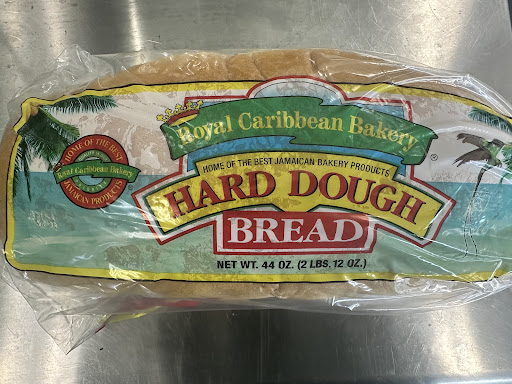 Royal Caribbean Bakery
®
HOME OF THE BEST JAMAICAN BAKERY PRODUCTS
HARD DOUGH
BREAD
NET WT. 44 OZ. (2 LBS. 12 OZ.)
HOME OF THE BEST
Royal Caribbean Bakery
JAMAICAN PRODUCTS